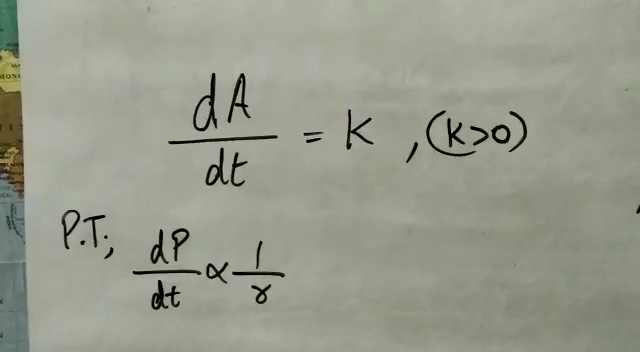 dA/dt = K , (K>0)
P.T; dP/dt ∝ 1/r